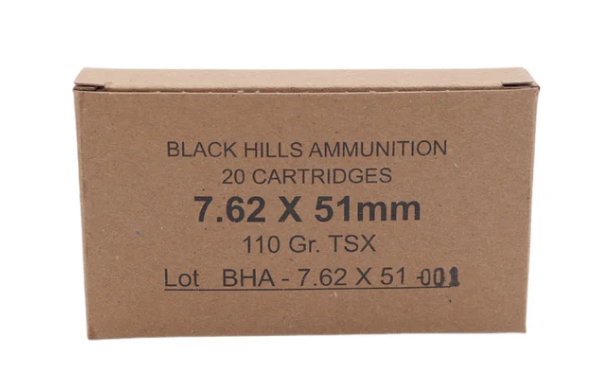 BLACK HILLS AMMUNITION
20 CARTRIDGES
7.62 X 51mm
110 Gr. TSX
Lot BHA - 7.62 X 51 -001